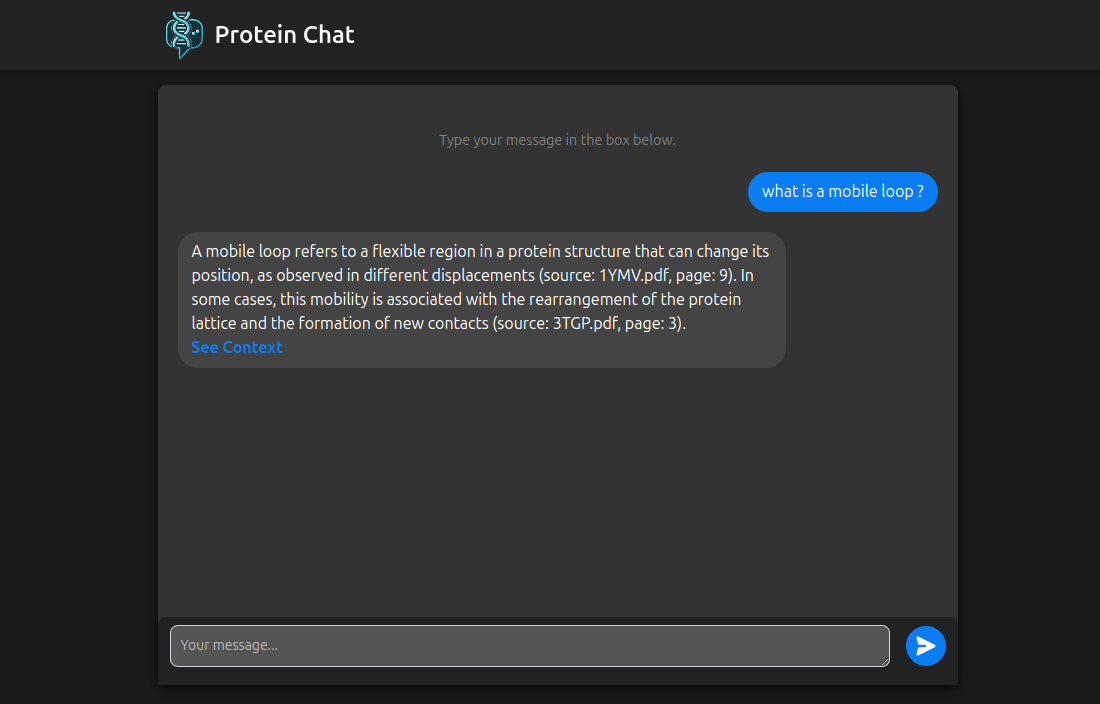 Protein Chat
Type your message in the box below.
what is a mobile loop ?
A mobile loop refers to a flexible region in a protein structure that can change its
position, as observed in different displacements (source: 1YMV.pdf, page: 9). In
some cases, this mobility is associated with the rearrangement of the protein
lattice and the formation of new contacts (source: 3TGP.pdf, page: 3).
See Context
Your message...